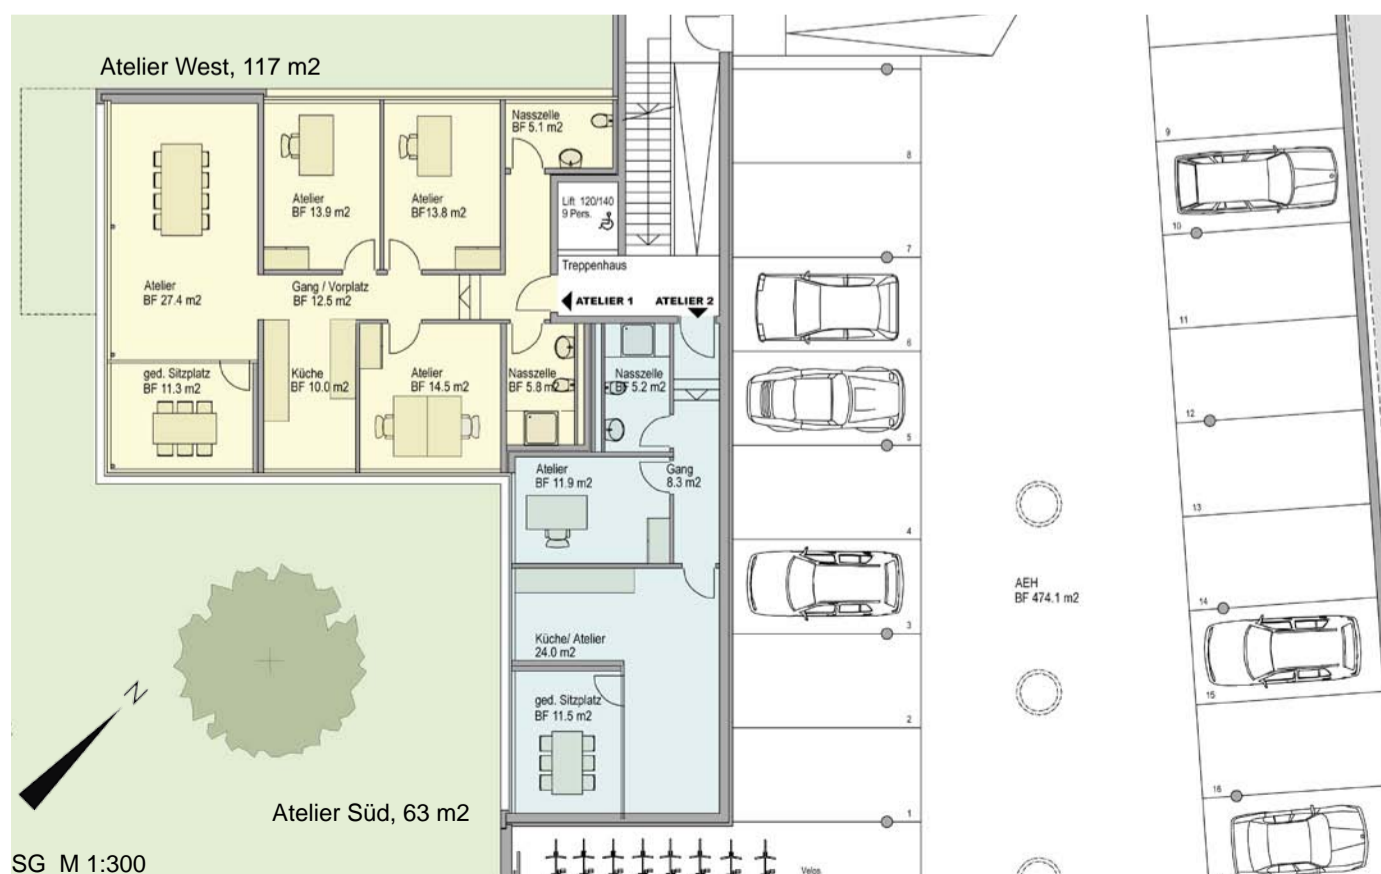 Atelier West, 117 m2
Nasszelle
BF 5.1 m2
Atelier
BF 13.9 m2
Atelier
BF13.8 m2
Lift 120/140
9 Pers.
Treppenhaus
ATELIER 1
ATELIER 2
Atelier
BF 27.4 m2
Gang / Vorplatz
BF 12.5 m2
ged. Sitzplatz
BF 11.3 m2
Küche
BF 10.0 m2
Atelier
BF 14.5 m2
Nasszelle
BF 5.8 m2
Nasszelle
BF 5.2 m2
Atelier
BF 11.9 m2
Gang
8.3 m2
Küche/ Atelier
24.0 m2
ged. Sitzplatz
BF 11.5 m2
N
Atelier Süd, 63 m2
SG M 1:300
8
7
6
5
4
3
2
1
Velos
AEH
BF 474.1 m2
9
10
11
12
13
14
15
16